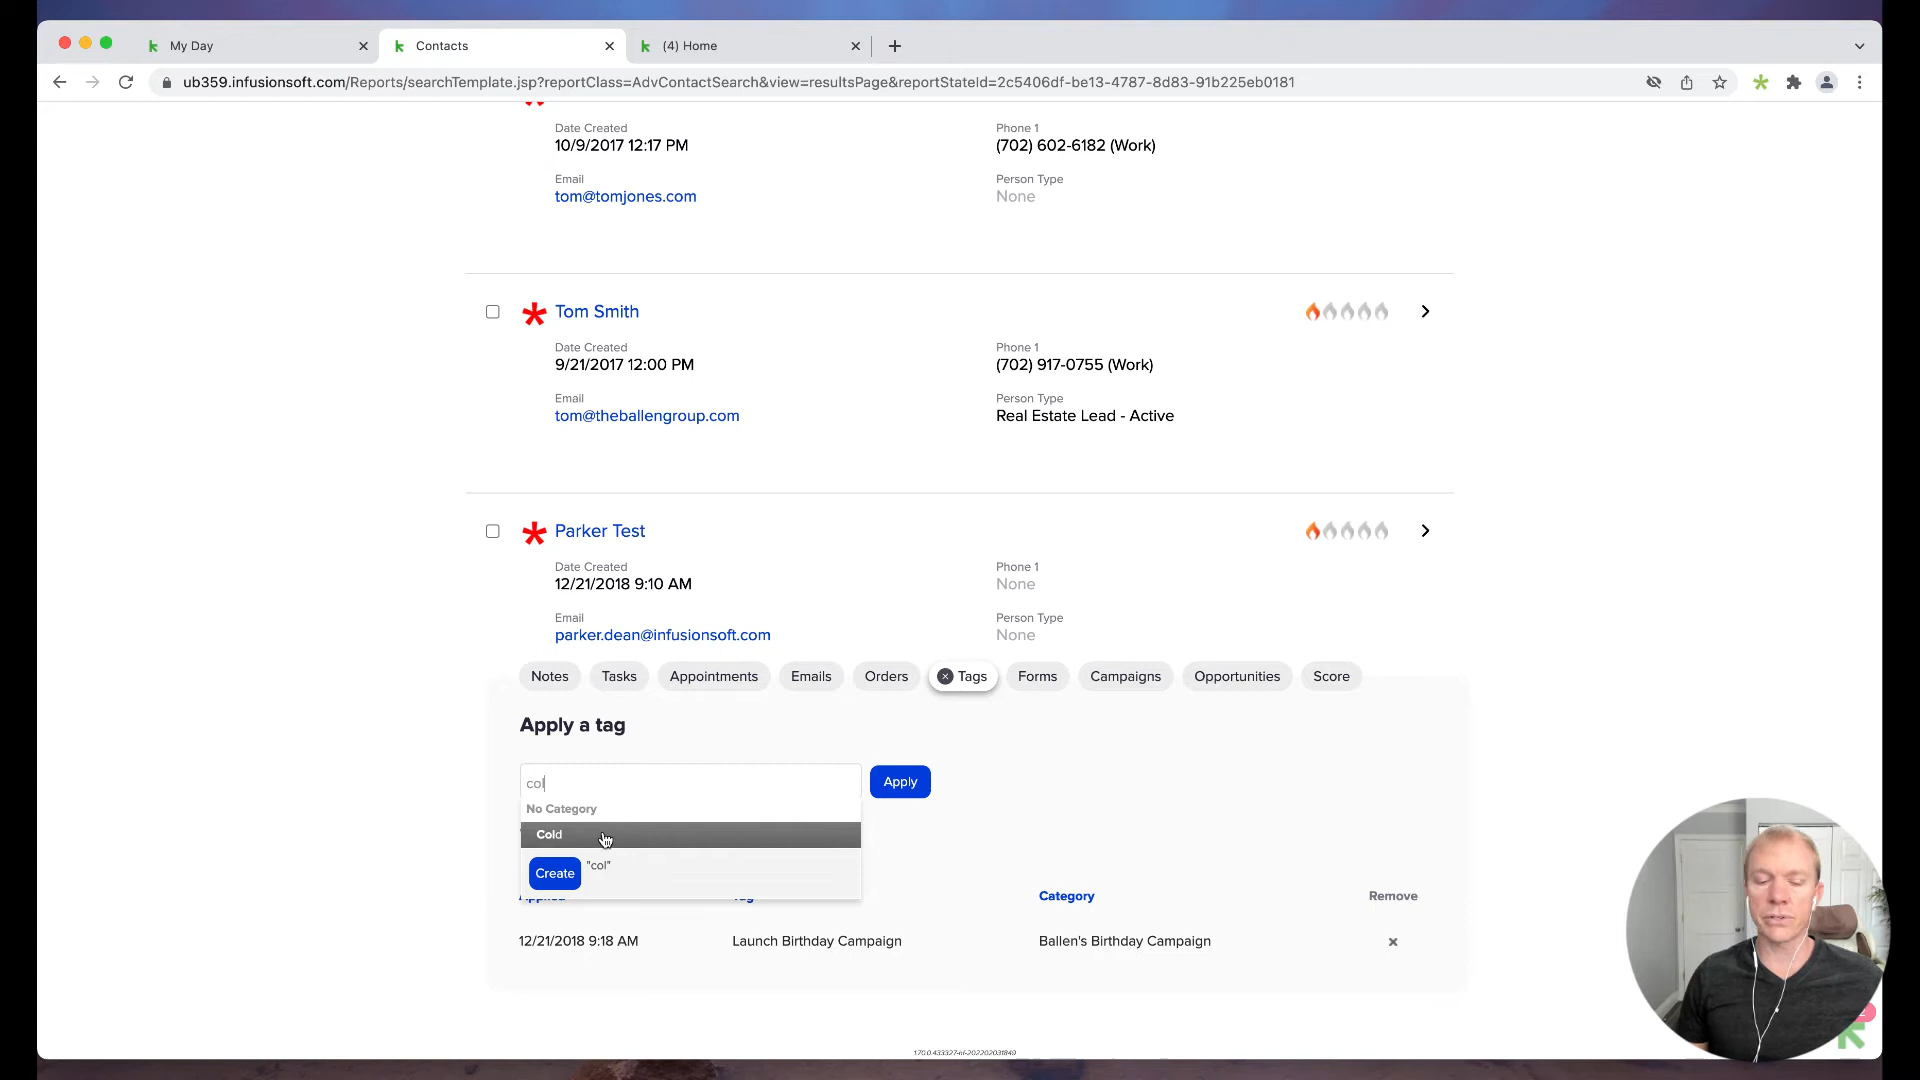 My Day
Contacts
(4) Home
ub359.infusionsoft.com/Reports/searchTemplate.jsp?reportClass=AdvContactSearch&view=resultsPage&reportStateId=2c5406df-be13-4787-8d83-91b225eb0181
Date Created
10/9/2017 12:17 PM
Phone 1
(702) 602-6182 (Work)
Email
tom@tomjones.com
Person Type
None
Tom Smith
Date Created
9/21/2017 12:00 PM
Phone 1
(702) 917-0755 (Work)
Email
tom@theballengroup.com
Person Type
Real Estate Lead - Active
Parker Test
Date Created
12/21/2018 9:10 AM
Phone 1
None
Email
parker.dean@infusionsoft.com
Person Type
None
Notes Tasks Appointments Emails Orders Tags Forms Campaigns Opportunities Score
Apply a tag
col
Apply
No Category
Cold
Create "col"
Applied Tag Category Remove
12/21/2018 9:18 AM Launch Birthday Campaign Ballen's Birthday Campaign